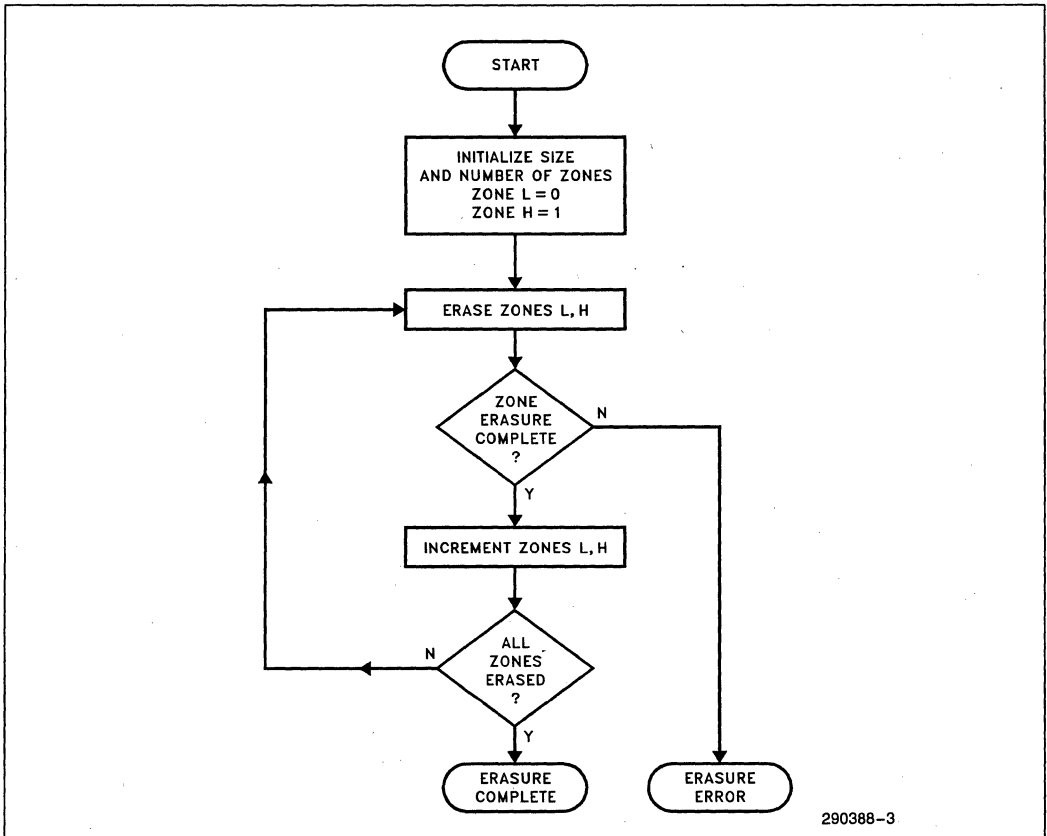 START
INITIALIZE SIZE
AND NUMBER OF ZONES
ZONE L = 0
ZONE H = 1
ERASE ZONES L, H
ZONE
ERASURE
COMPLETE
?
N
Y
INCREMENT ZONES L, H
ALL
ZONES
ERASED
?
N
Y
ERASURE
COMPLETE
ERASURE
ERROR
290388-3